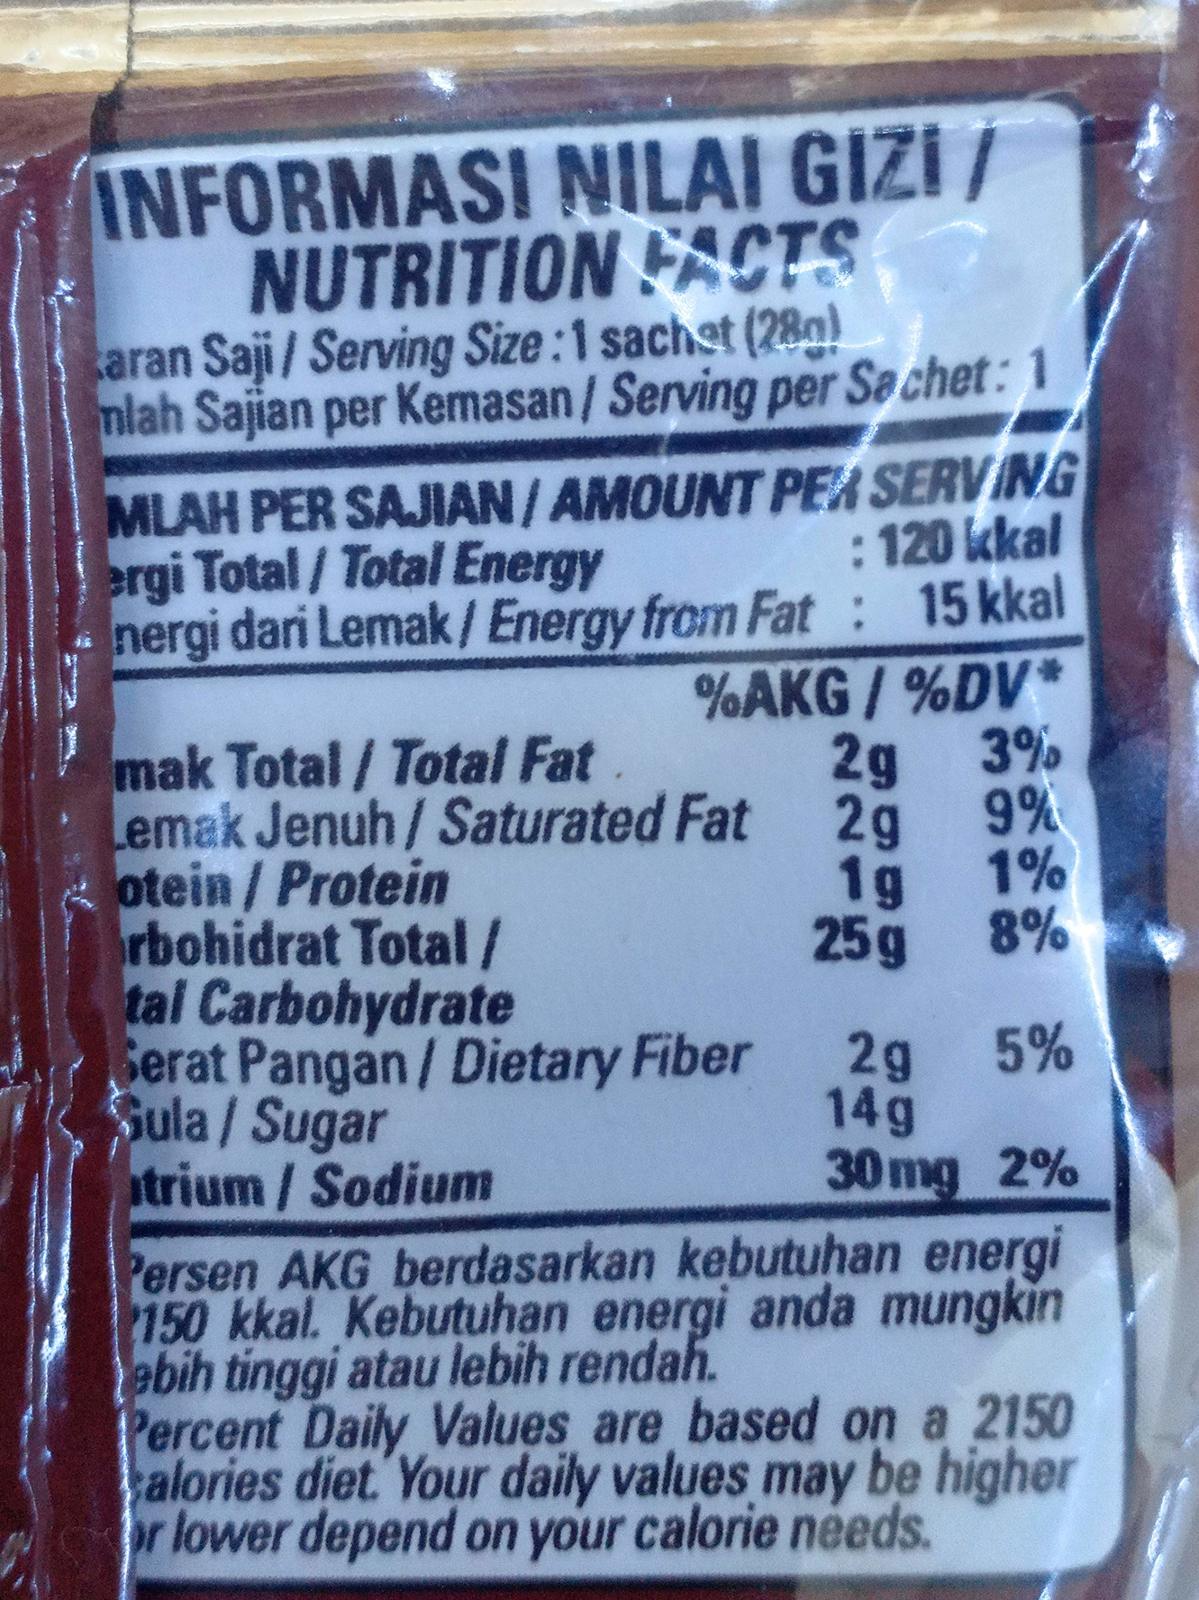 INFORMASI NILAI GIZI /
NUTRITION FACTS
aran Saji / Serving Size : 1 sachet (28g)
mlah Sajian per Kemasan / Serving per Sachet : 1
MLAH PER SAJIAN / AMOUNT PER SERVING
ergi Total / Total Energy : 120 kkal
nergi dari Lemak / Energy from Fat : 15 kkal
%AKG / %DV*
mak Total / Total Fat 2g 3%
Lemak Jenuh / Saturated Fat 2g 9%
otein / Protein 1g 1%
rbohidrat Total / 25g 8%
tal Carbohydrate
Serat Pangan / Dietary Fiber 2g 5%
Gula / Sugar 14g
atrium / Sodium 30mg 2%
Persen AKG berdasarkan kebutuhan energi
2150 kkal. Kebutuhan energi anda mungkin
ebih tinggi atau lebih rendah.
Percent Daily Values are based on a 2150
calories diet. Your daily values may be higher
or lower depend on your calorie needs.